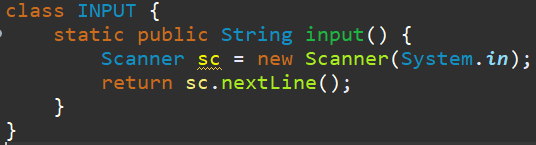 class INPUT {
    static public String input() {
        Scanner sc = new Scanner(System.in);
        return sc.nextLine();
    }
}